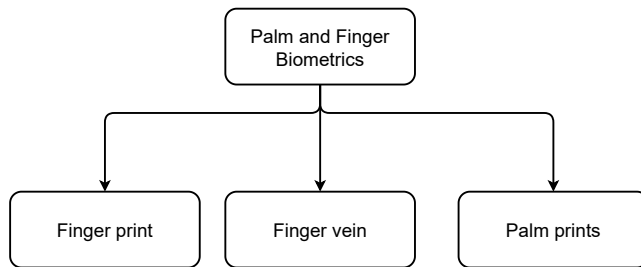 Palm and Finger
Biometrics
Finger print
Finger vein
Palm prints